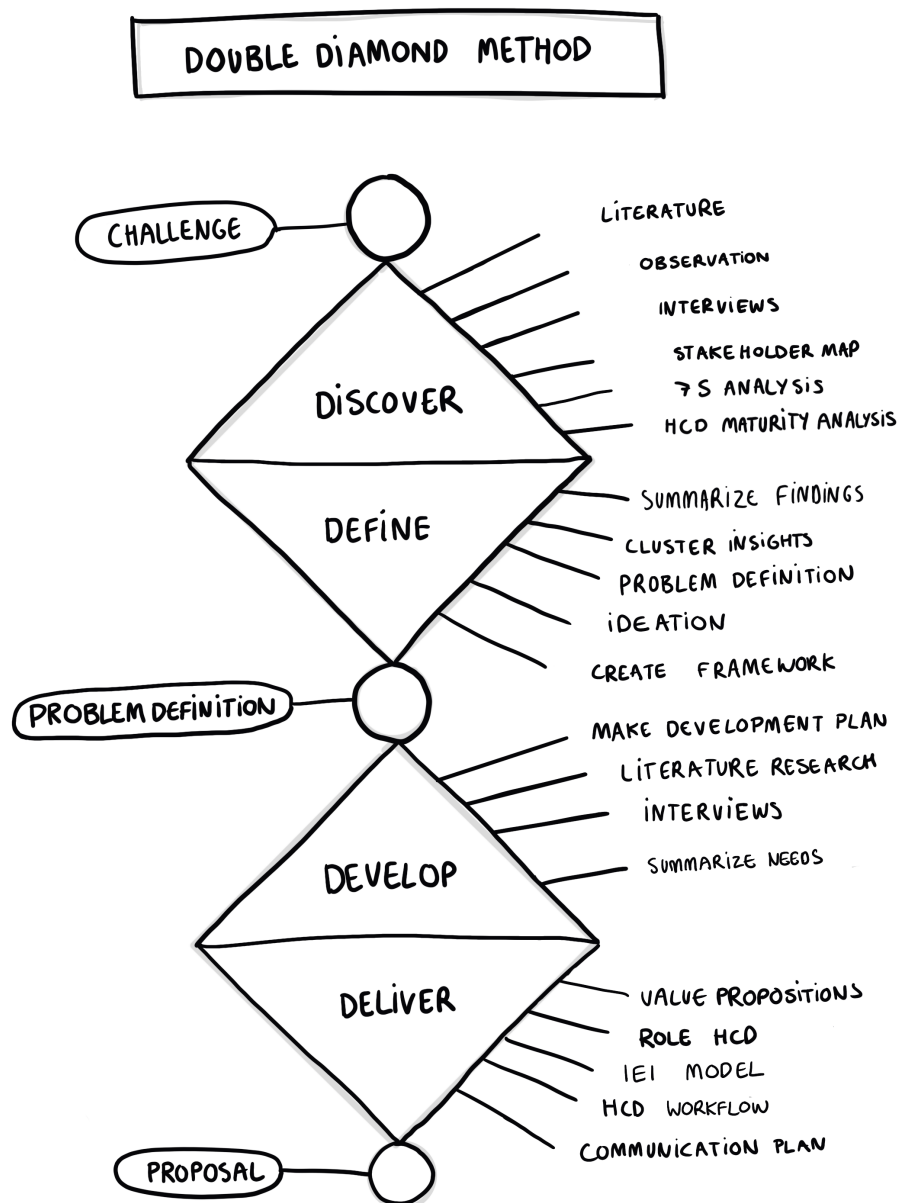 DOUBLE DIAMOND METHOD
CHALLENGE
LITERATURE
OBSERVATION
INTERVIEWS
STAKEHOLDER MAP
7 S ANALYSIS
HCD MATURITY ANALYSIS
DISCOVER
DEFINE
SUMMARIZE FINDINGS
CLUSTER INSIGHTS
PROBLEM DEFINITION
IDEATION
CREATE FRAMEWORK
PROBLEM DEFINITION
MAKE DEVELOPMENT PLAN
LITERATURE RESEARCH
INTERVIEWS
SUMMARIZE NEEDS
DEVELOP
DELIVER
VALUE PROPOSITIONS
ROLE HCD
IEI MODEL
HCD WORKFLOW
COMMUNICATION PLAN
PROPOSAL